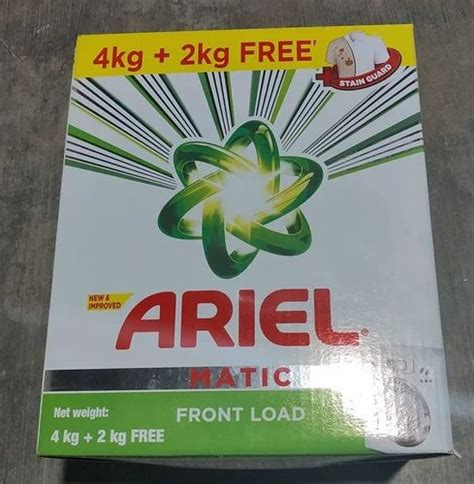 4kg + 2kg FREE'
STAIN GUARD
NEW &
IMPROVED
ARIEL®
MATIC
FRONT LOAD
Net weight:
4 kg + 2 kg FREE